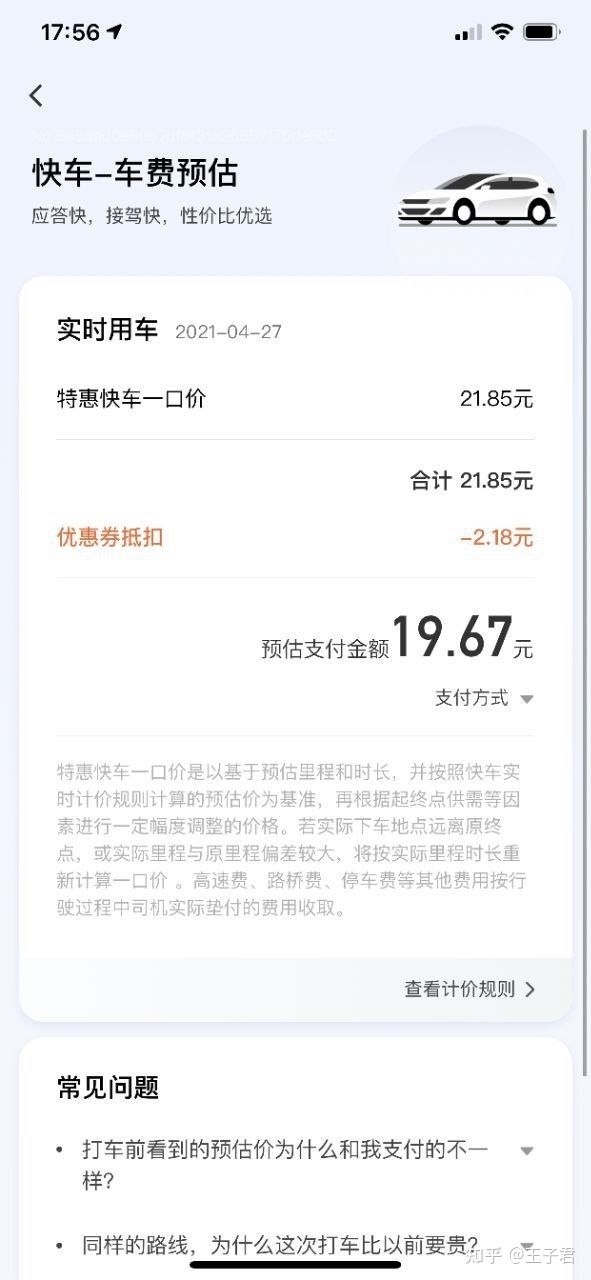 17:56
快车-车费预估
应答快，接驾快，性价比优选
实时用车 2021-04-27
特惠快车一口价 21.85元
合计 21.85元
优惠券抵扣 -2.18元
预估支付金额19.67元
支付方式
特惠快车一口价是以基于预估里程和时长，并按照快车实
时计价规则计算的预估价为基准，再根据起终点供需等因
素进行一定幅度调整的价格。若实际下车地点远离原终
点，或实际里程与原里程偏差较大，将按实际里程时长重
新计算一口价 。高速费、路桥费、停车费等其他费用按行
驶过程中司机实际垫付的费用收取。
查看计价规则
常见问题
• 打车前看到的预估价为什么和我支付的不一
样？
• 同样的路线，为什么这次打车比以前要贵？
知乎 @王子君